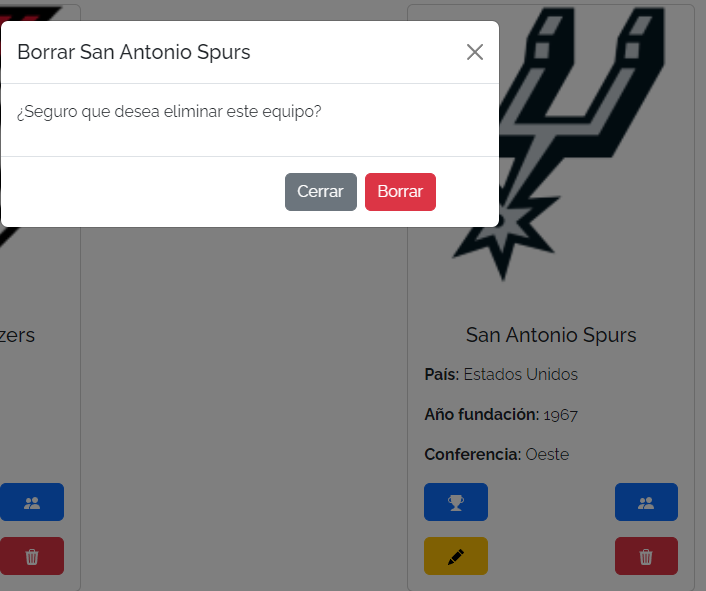 Borrar San Antonio Spurs
¿Seguro que desea eliminar este equipo?
Cerrar
Borrar
zers
San Antonio Spurs
País: Estados Unidos
Año fundación: 1967
Conferencia: Oeste